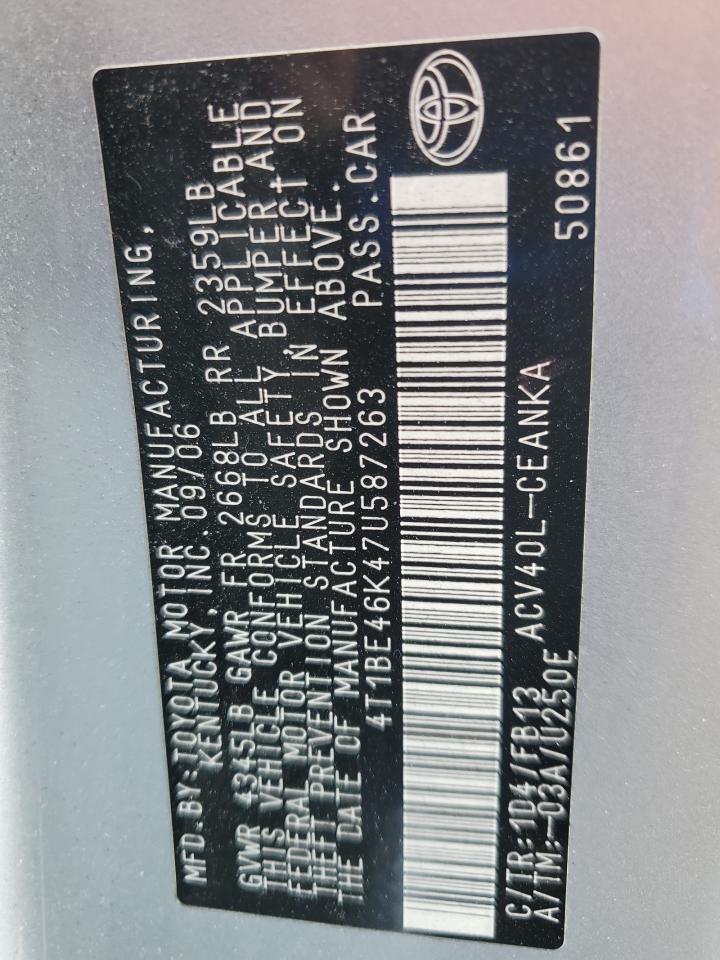 MFD.BY:TOYOTA MOTOR MANUFACTURING,
KENTUCKY, INC.09/06
GVWR 4345LB GAWR FR 2668LB RR 2359LB
THIS VEHICLE CONFORMS TO ALL APPLICABLE
FEDERAL MOTOR VEHICLE SAFETY, BUMPER,AND
THEFT PREVENTION STANDARDS IN EFFECT ON
THE DATE OF MANUFACTURE SHOWN ABOVE.
4T1BE46K47U587263 PASS.CAR
C/TR:1D4/FB13 ACV40L-CEANKA
A/TM:-03A/U250E 50861